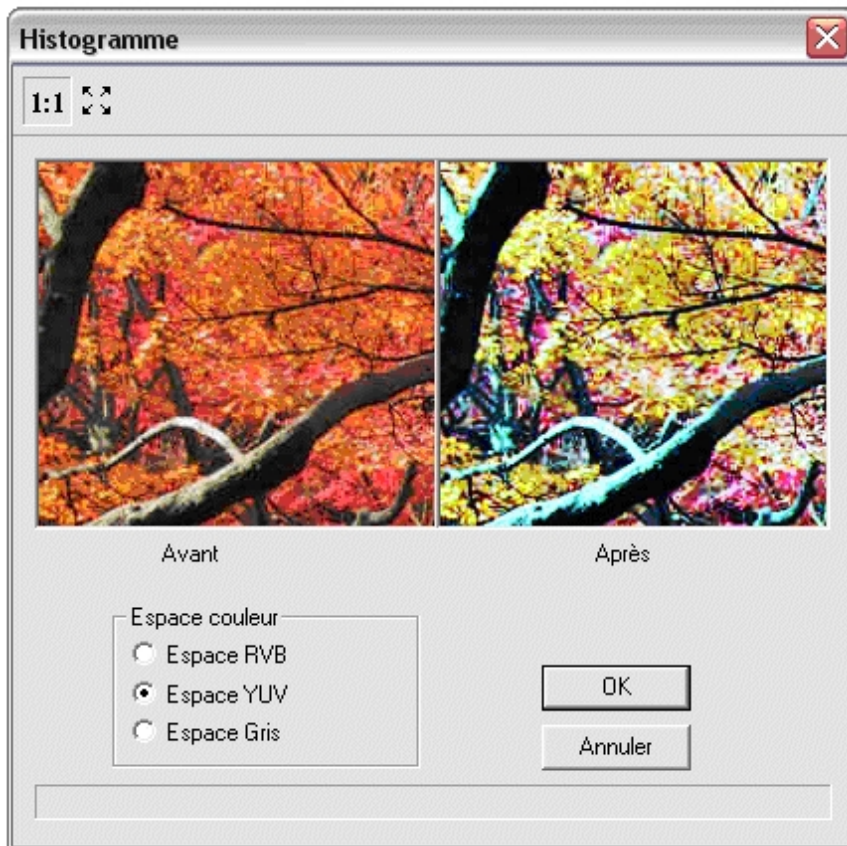 Histogramme
1:1
Avant
Après
Espace couleur
Espace RVB
Espace YUV
Espace Gris
OK
Annuler